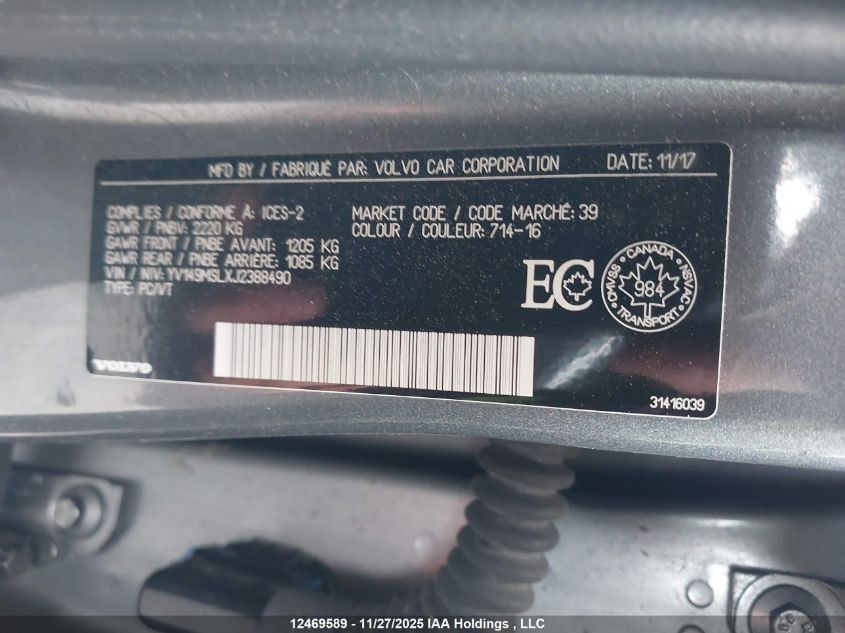 MFD BY / FABRIQUÉ PAR: VOLVO CAR CORPORATION DATE: 11/17
COMPLIES / CONFORME À: ICES-2
GVWR / PNBV: 2220 KG
GAWR FRONT / PNBE AVANT: 1205 KG
GAWR REAR / PNBE ARRIÈRE: 1085 KG
VIN / NIV: YV149MSLXJ2388490
TYPE: PD/VT
MARKET CODE / CODE MARCHÉ: 39
COLOUR / COULEUR: 714-16
EC
CANADA
CMVSS NSVAC
984
TRANSPORT
VOLVO
31416039
12469589 - 11/27/2025 IAA Holdings , LLC